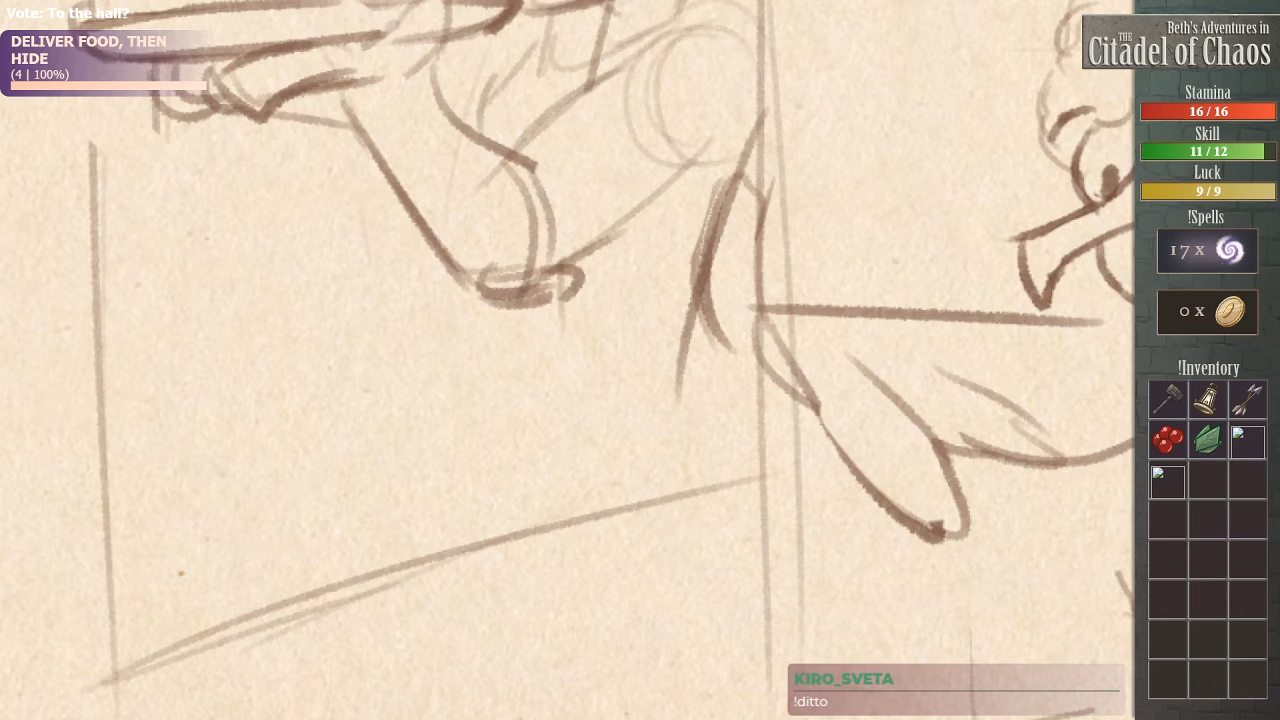 Vote: To the hall?
DELIVER FOOD, THEN
HIDE
(4 | 100%)
Beth's Adventures in
THE
Citadel of Chaos
Stamina
16 / 16
Skill
11 / 12
Luck
9 / 9
!Spells
17 x
0 x
!Inventory
KIRO_SVETA
!ditto